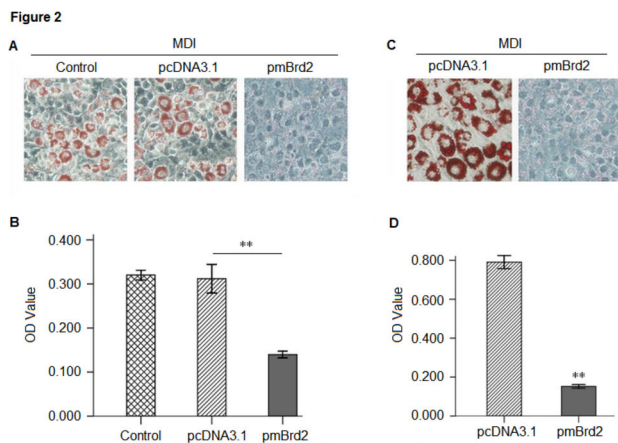 Figure 2
A
MDI
Control pcDNA3.1 pmBrd2
C
MDI
pcDNA3.1 pmBrd2
B
0.400
0.300
0.200
0.100
0.000
OD Value
**
Control pcDNA3.1 pmBrd2
D
0.800
0.600
0.400
0.200
0.000
OD Value
**
pcDNA3.1 pmBrd2